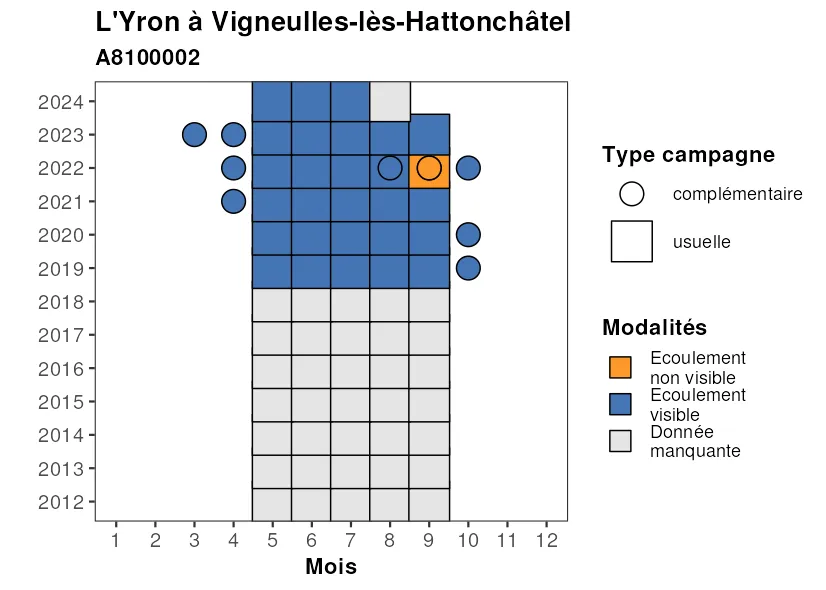 L'Yron à Vigneulles-lès-Hattonchâtel
A8100002
2024
2023
2022
2021
2020
2019
2018
2017
2016
2015
2014
2013
2012
1 2 3 4 5 6 7 8 9 10 11 12
Mois
Type campagne
complémentaire
usuelle
Modalités
Ecoulement
non visible
Ecoulement
visible
Donnée
manquante